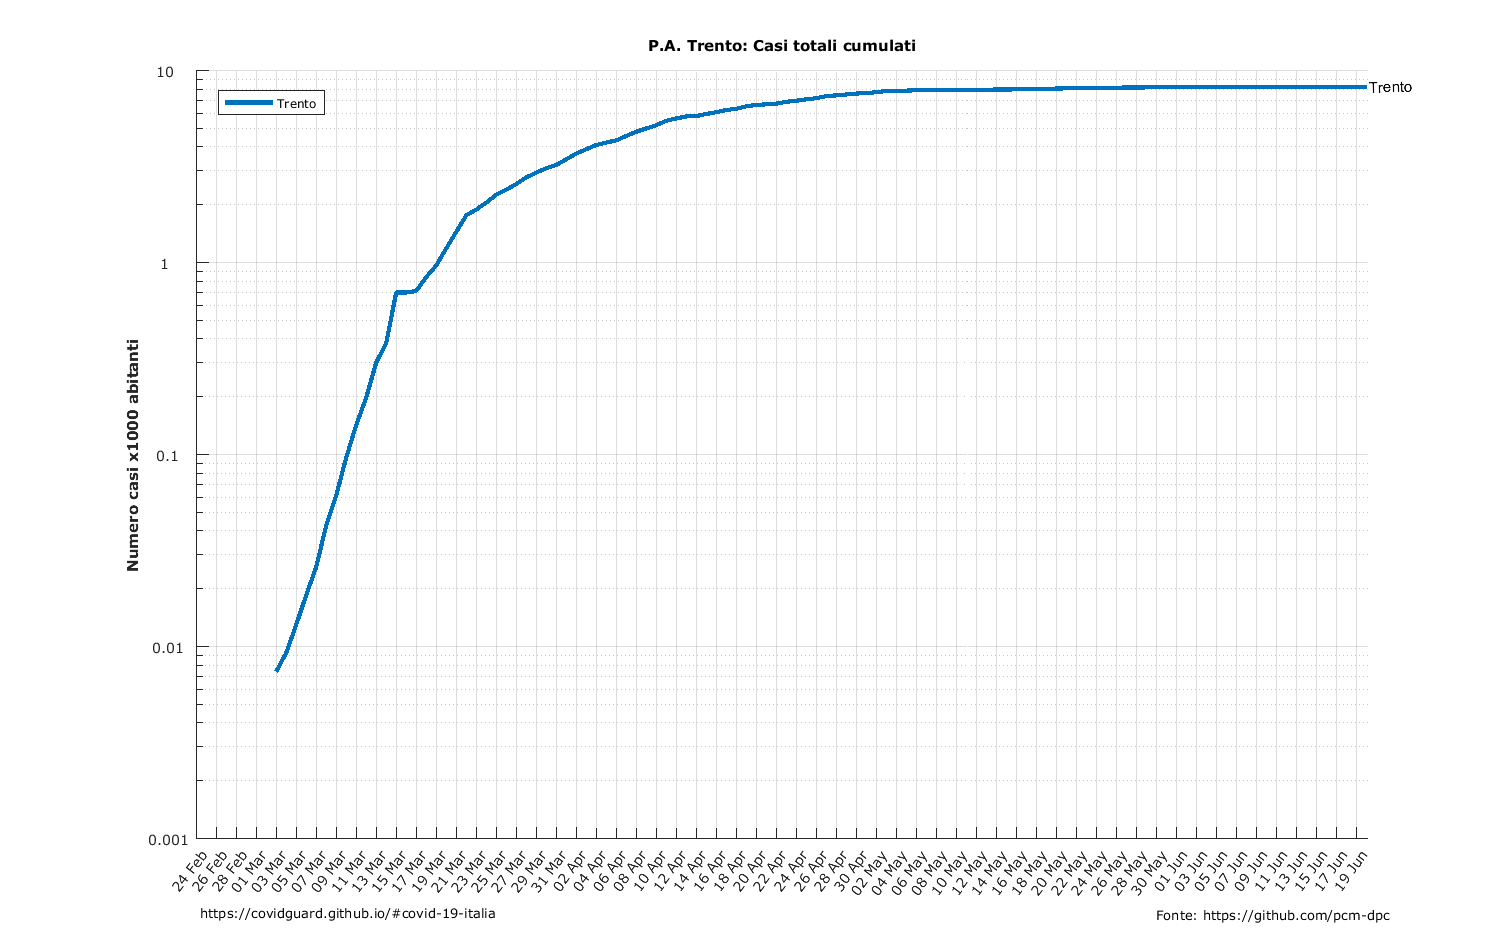 P.A. Trento: Casi totali cumulati
10
1
0.1
0.01
0.001
Numero casi x1000 abitanti
Trento
Trento
24 Feb
26 Feb
28 Feb
01 Mar
03 Mar
05 Mar
07 Mar
09 Mar
11 Mar
13 Mar
15 Mar
17 Mar
19 Mar
21 Mar
23 Mar
25 Mar
27 Mar
29 Mar
31 Mar
02 Apr
04 Apr
06 Apr
08 Apr
10 Apr
12 Apr
14 Apr
16 Apr
18 Apr
20 Apr
22 Apr
24 Apr
26 Apr
28 Apr
30 Apr
02 May
04 May
06 May
08 May
10 May
12 May
14 May
16 May
18 May
20 May
22 May
24 May
26 May
28 May
30 May
01 Jun
03 Jun
05 Jun
07 Jun
09 Jun
11 Jun
13 Jun
15 Jun
17 Jun
19 Jun
https://covidguard.github.io/#covid-19-italia
Fonte: https://github.com/pcm-dpc